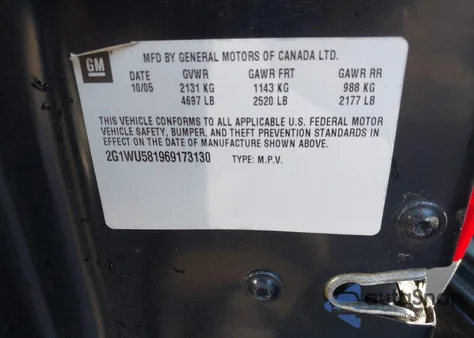 GM
MFD BY GENERAL MOTORS OF CANADA LTD.
DATE GVWR GAWR FRT GAWR RR
10/05 2131 KG 1143 KG 988 KG
4697 LB 2520 LB 2177 LB
THIS VEHICLE CONFORMS TO ALL APPLICABLE U.S. FEDERAL MOTOR
VEHICLE SAFETY, BUMPER, AND THEFT PREVENTION STANDARDS IN
EFFECT ON THE DATE OF MANUFACTURE SHOWN ABOVE.
2G1WU581969173130 TYPE: M.P.V.